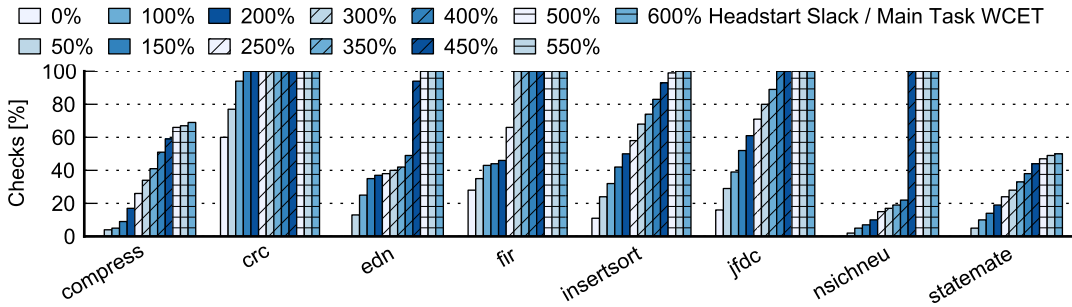 0% 100% 200% 300% 400% 500% 600% Headstart Slack / Main Task WCET
50% 150% 250% 350% 450% 550%
Checks [%]
100
80
60
40
20
0
compress crc edn fir insertsort jfdc nsichneu statemate